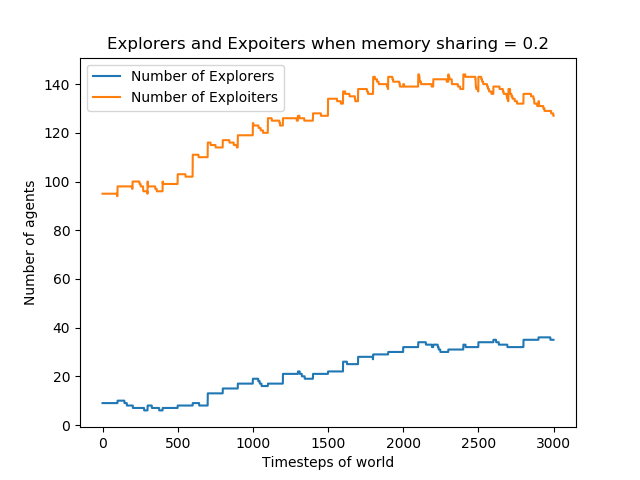 Explorers and Expoiters when memory sharing = 0.2
Number of Explorers
Number of Exploiters
140
120
100
80
60
40
20
0
Number of agents
0 500 1000 1500 2000 2500 3000
Timesteps of world